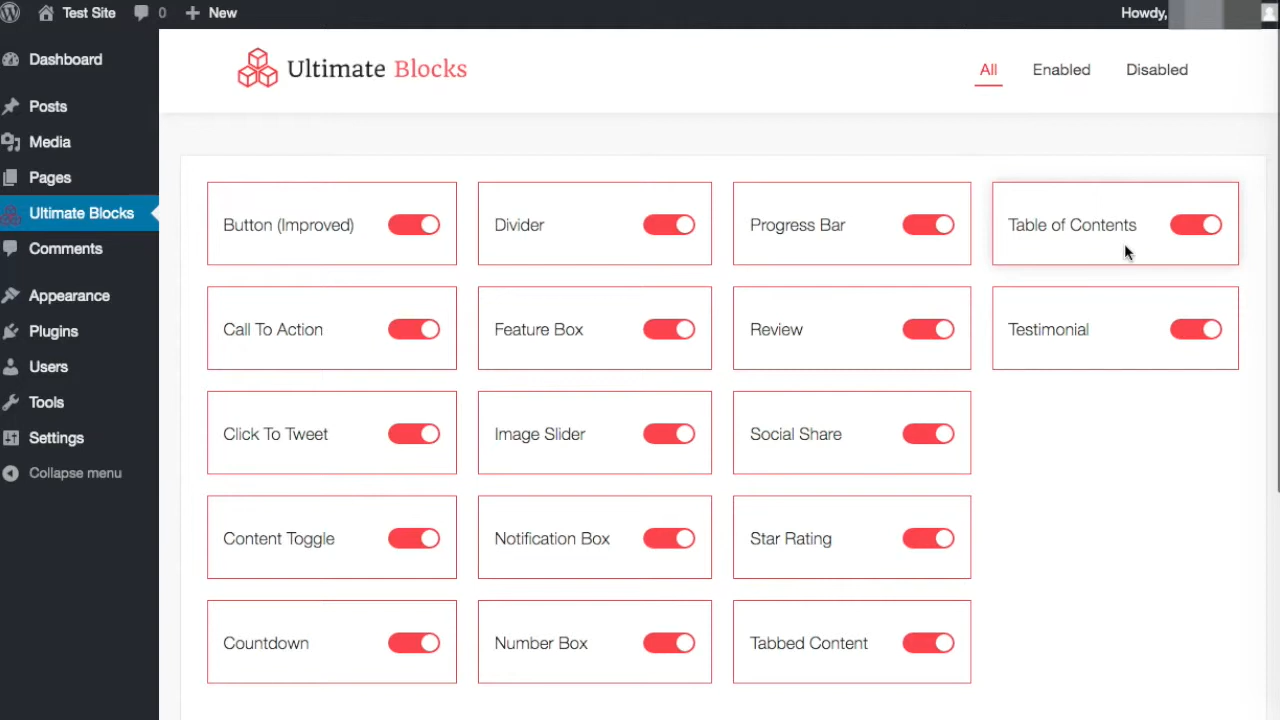 Test Site
0
New
Howdy,
Dashboard
Posts
Media
Pages
Ultimate Blocks
Comments
Appearance
Plugins
Users
Tools
Settings
Collapse menu
Ultimate Blocks
All Enabled Disabled
Button (Improved) Divider Progress Bar Table of Contents
Call To Action Feature Box Review Testimonial
Click To Tweet Image Slider Social Share
Content Toggle Notification Box Star Rating
Countdown Number Box Tabbed Content